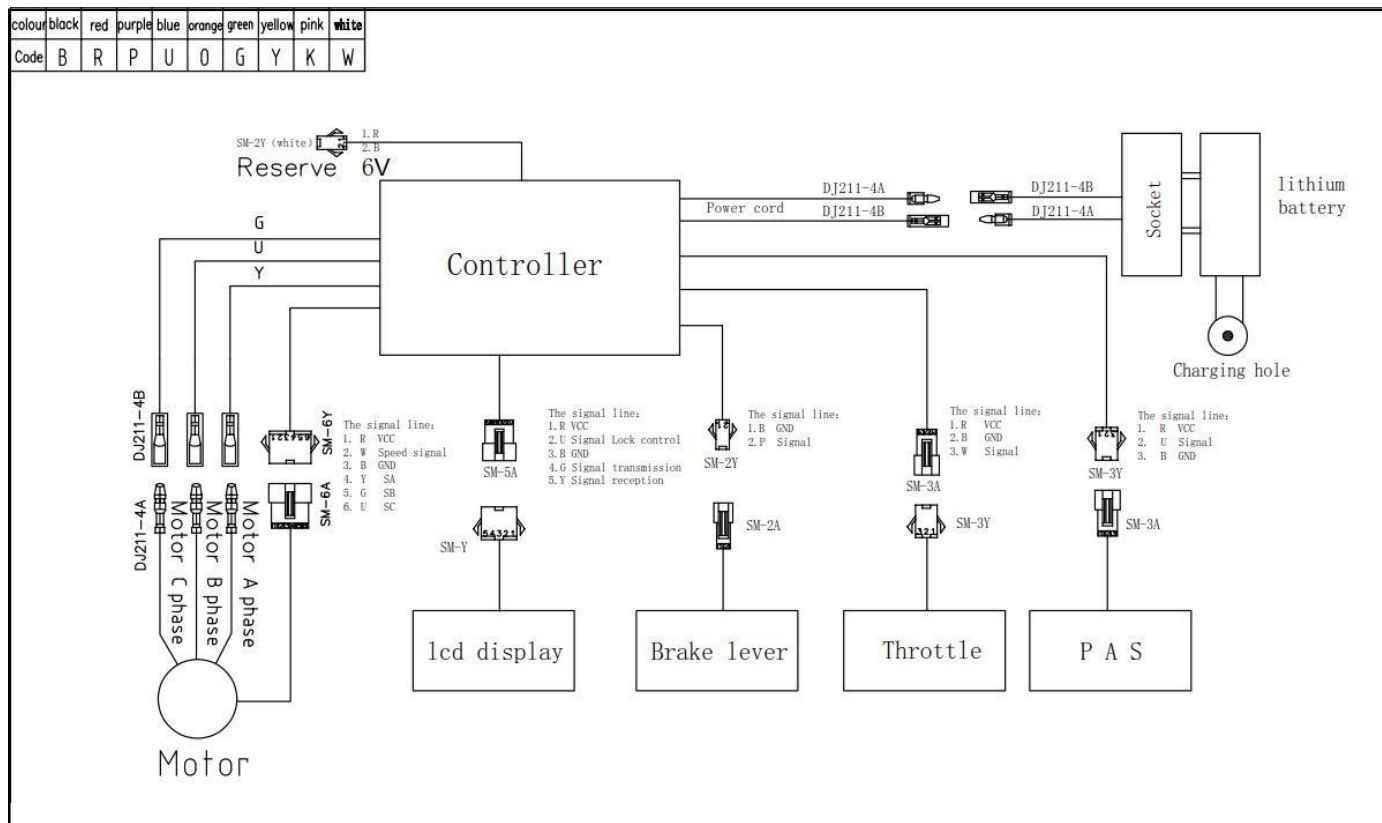 colour black red purple blue orange green yellow pink white
Code B R P U O G Y K W
SM-2Y (white) 21 1.R
2.B
Reserve 6V
G
U
Y
Controller
DJ211-4A
Power cord
DJ211-4B
DJ211-4B
DJ211-4A
Socket
lithium
battery
Charging hole
DJ211-4B
DJ211-4A
654321
SM-6Y
SM-6A
The signal line:
1. R VCC
2. W Speed signal
3. B GND
4. Y SA
5. G SB
6. U SC
SM-5A
The signal line:
1.R VCC
2.U Signal Lock control
3.B GND
4.G Signal transmission
5.Y Signal reception
SM-Y
54321
SM-2Y
The signal line:
1.B GND
2.P Signal
SM-2A
SM-3A
The signal line:
1.R VCC
2.B GND
3.W Signal
321
SM-3Y
SM-3Y
The signal line:
1. R VCC
2. U Signal
3. B GND
SM-3A
Motor C phase
Motor B phase
Motor A phase
Motor
lcd display
Brake lever
Throttle
P A S